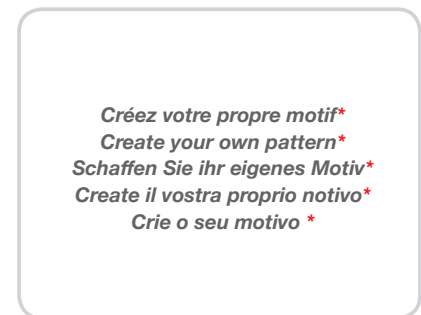 Créez votre propre motif*
Create your own pattern*
Schaffen Sie ihr eigenes Motiv*
Create il vostra proprio notivo*
Crie o seu motivo *